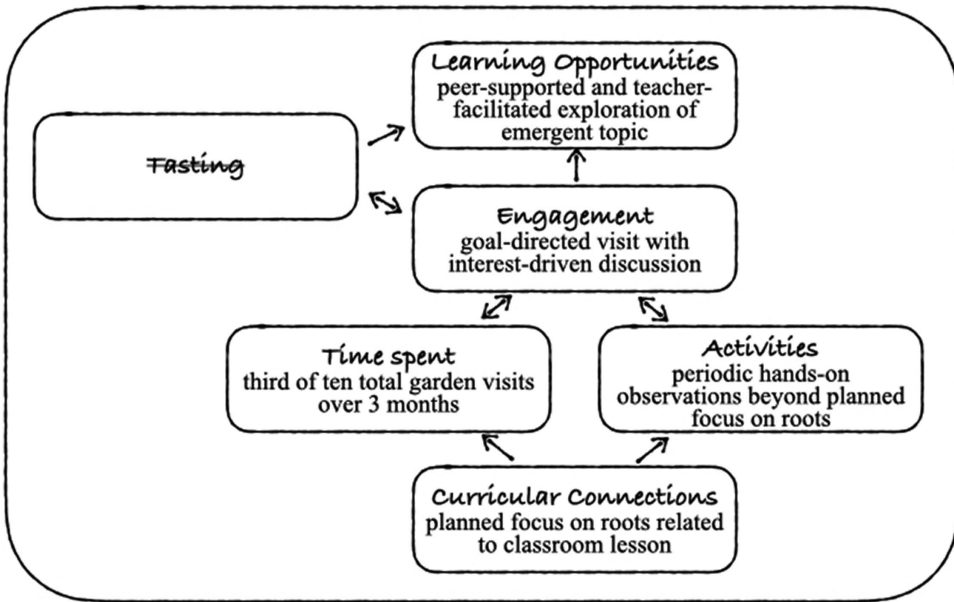 Learning Opportunities
peer-supported and teacher-
facilitated exploration of
emergent topic
Tasting
Engagement
goal-directed visit with
interest-driven discussion
Time spent
third of ten total garden visits
over 3 months
Activities
periodic hands-on
observations beyond planned
focus on roots
Curricular Connections
planned focus on roots related
to classroom lesson